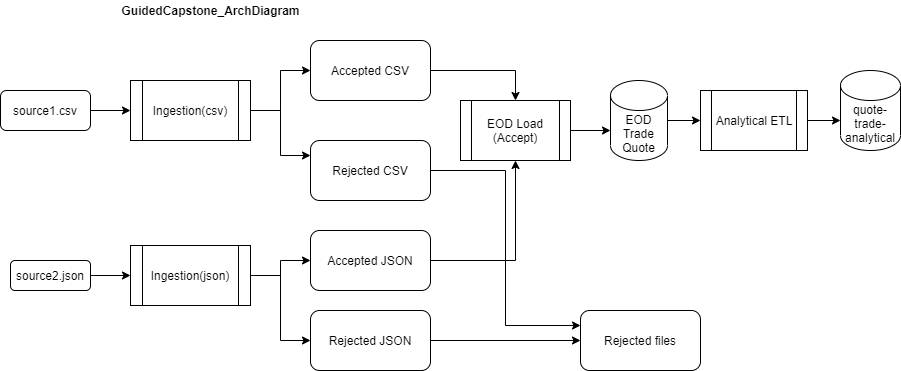 GuidedCapstone_ArchDiagram
source1.csv
Ingestion(csv)
Accepted CSV
Rejected CSV
EOD Load
(Accept)
EOD
Trade
Quote
Analytical ETL
quote-
trade-
analytical
source2.json
Ingestion(json)
Accepted JSON
Rejected JSON
Rejected files